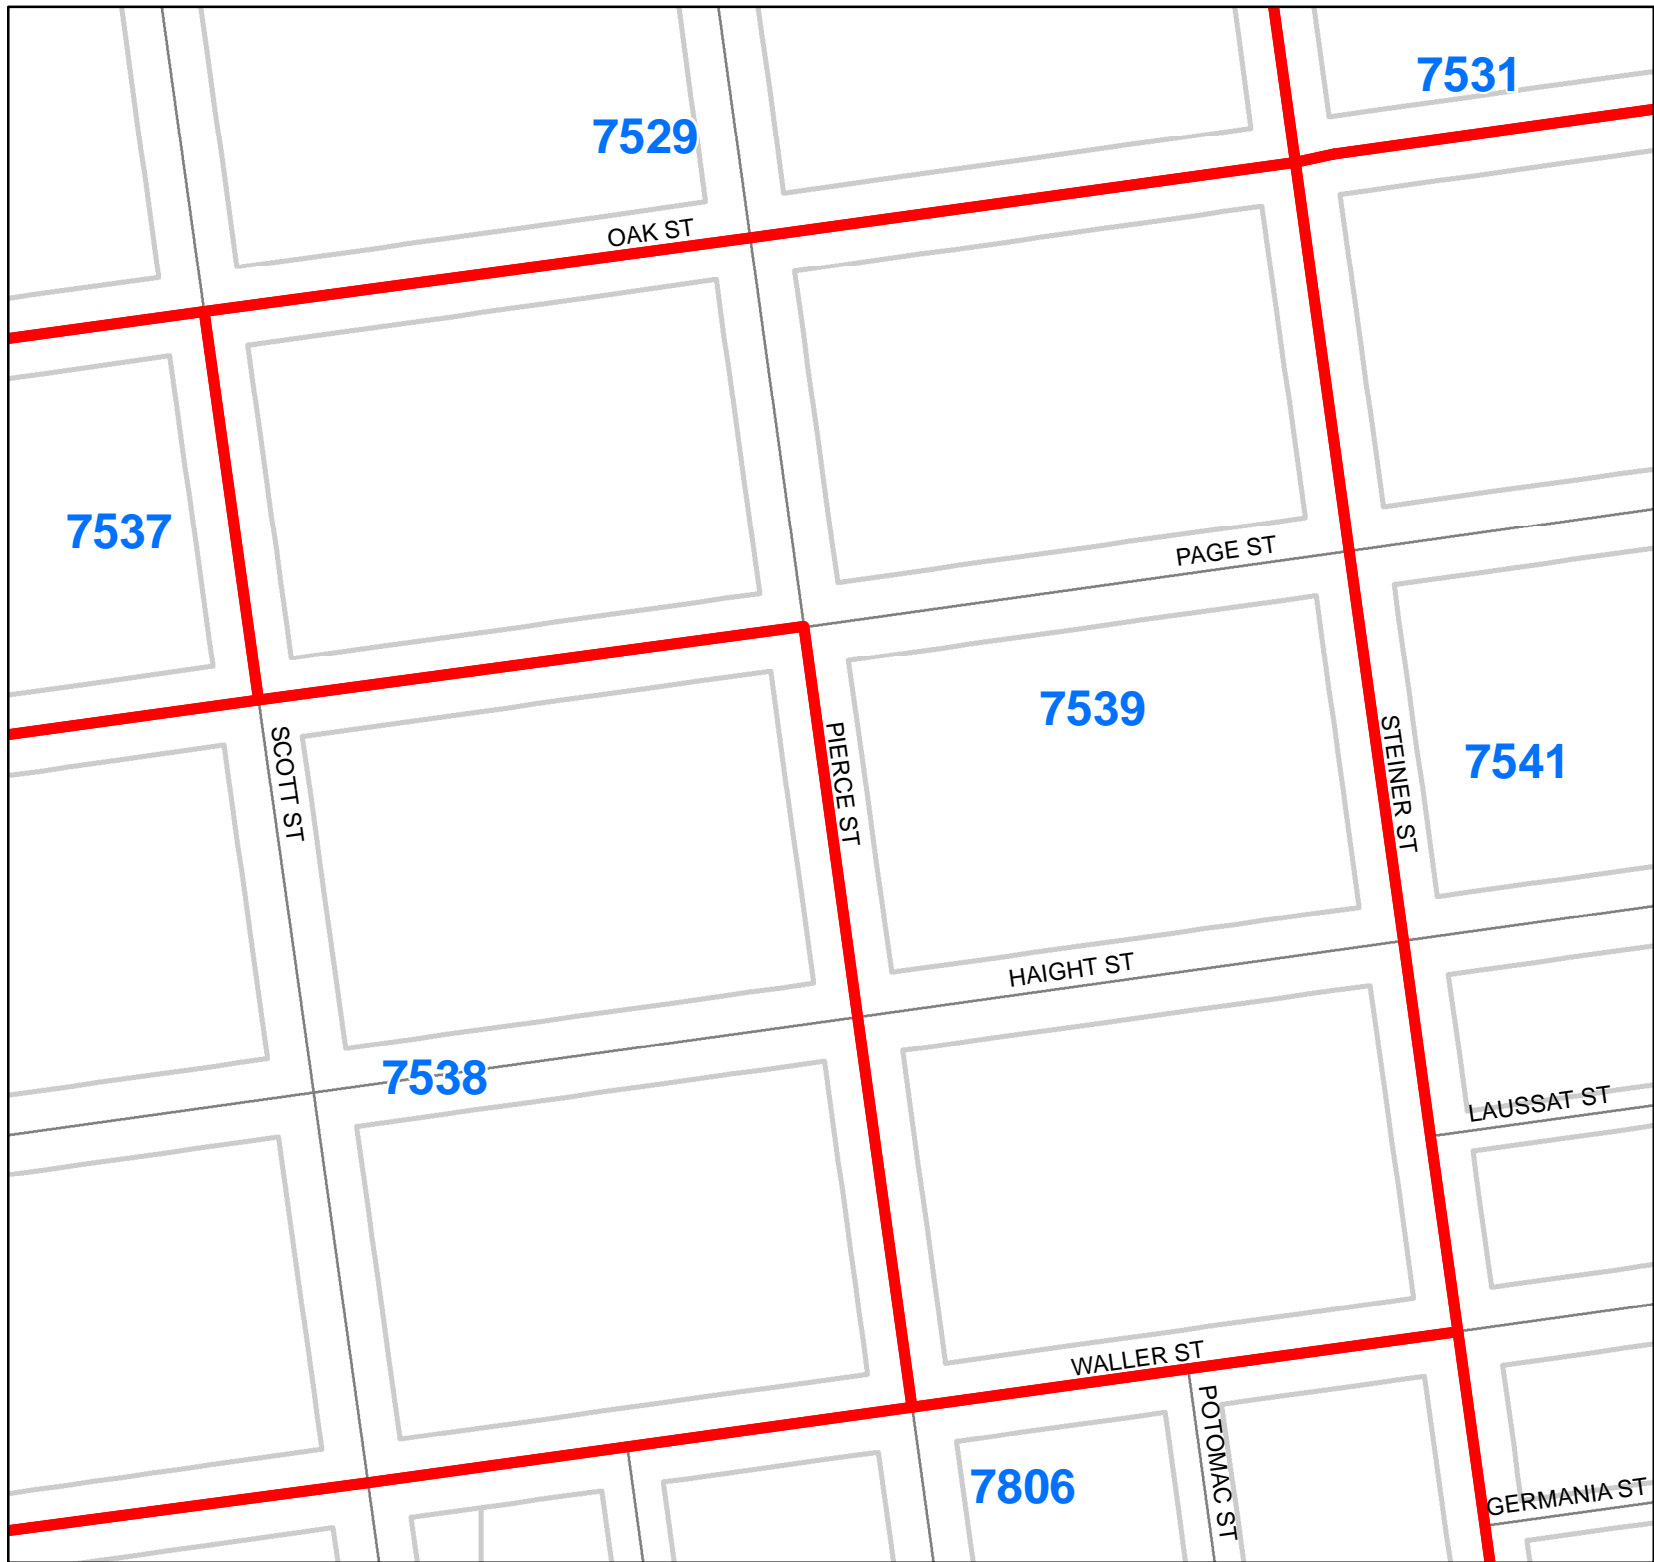 7531
7529
OAK ST
7537
PAGE ST
7539
SCOTT ST
PIERCE ST
STEINER ST
7541
HAIGHT ST
7538
LAUSSAT ST
WALLER ST
POTOMAC ST
7806
GERMANIA ST